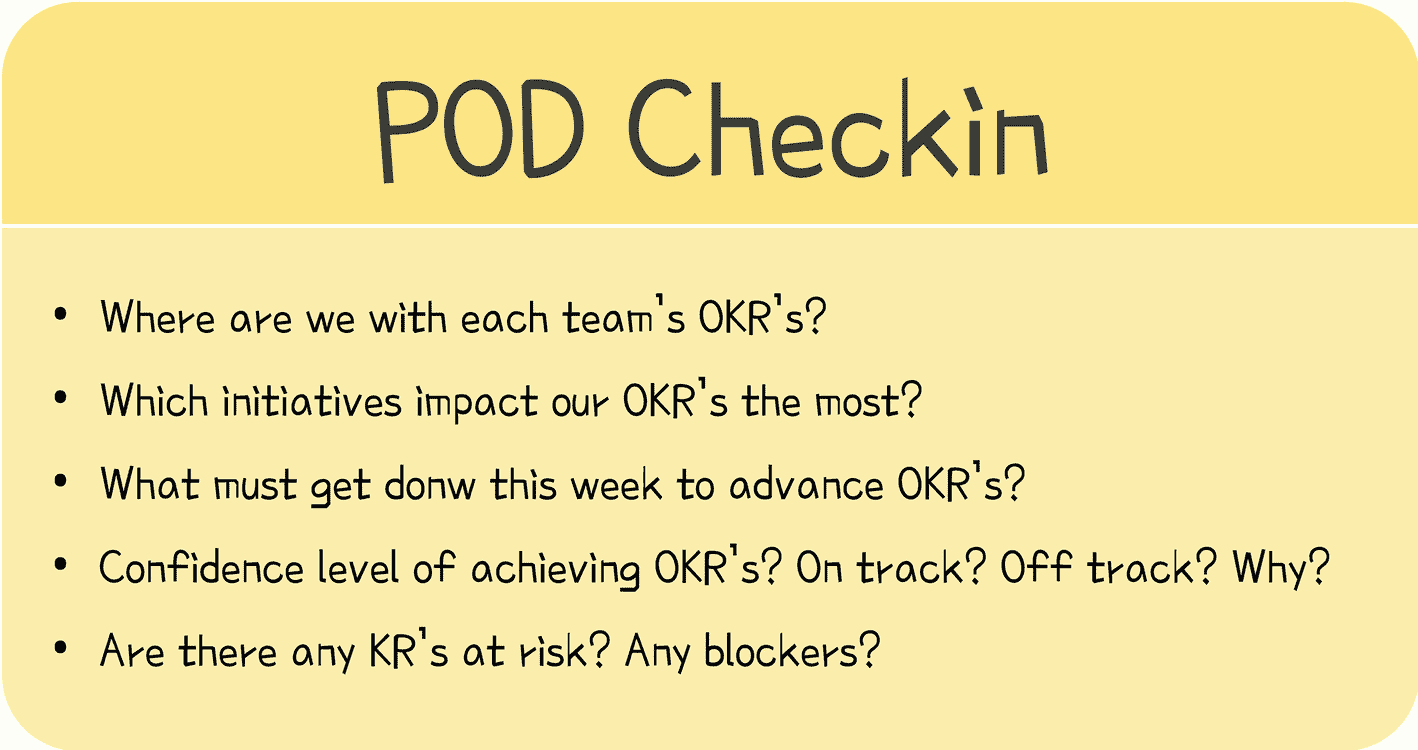 POD Checkin
• Where are we with each team's OKR's?
• Which initiatives impact our OKR's the most?
• What must get donw this week to advance OKR's?
• Confidence level of achieving OKR's? On track? Off track? Why?
• Are there any KR's at risk? Any blockers?